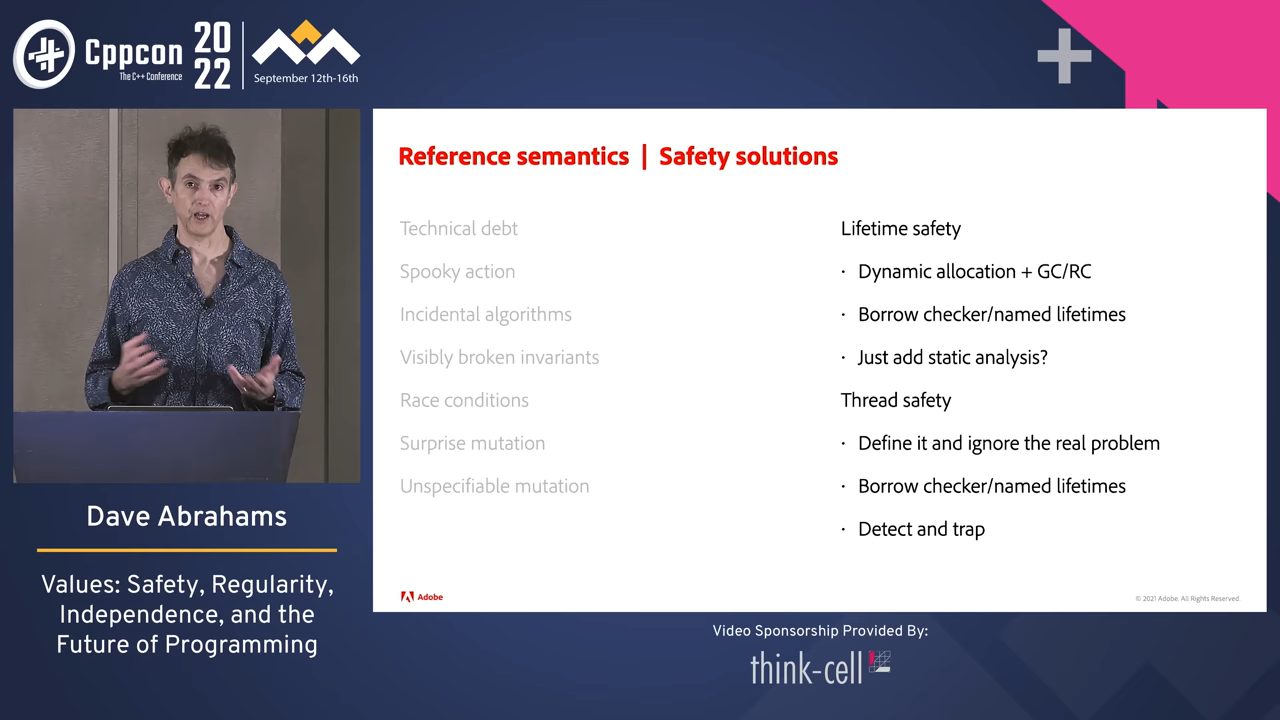 Cppcon
The C++ Conference
20
22
September 12th-16th
Reference semantics | Safety solutions
Technical debt
Spooky action
Incidental algorithms
Visibly broken invariants
Race conditions
Surprise mutation
Unspecifiable mutation
Lifetime safety
· Dynamic allocation + GC/RC
· Borrow checker/named lifetimes
· Just add static analysis?
Thread safety
· Define it and ignore the real problem
· Borrow checker/named lifetimes
· Detect and trap
Adobe
© 2021 Adobe. All Rights Reserved.
Dave Abrahams
Values: Safety, Regularity,
Independence, and the
Future of Programming
Video Sponsorship Provided By:
think-cell